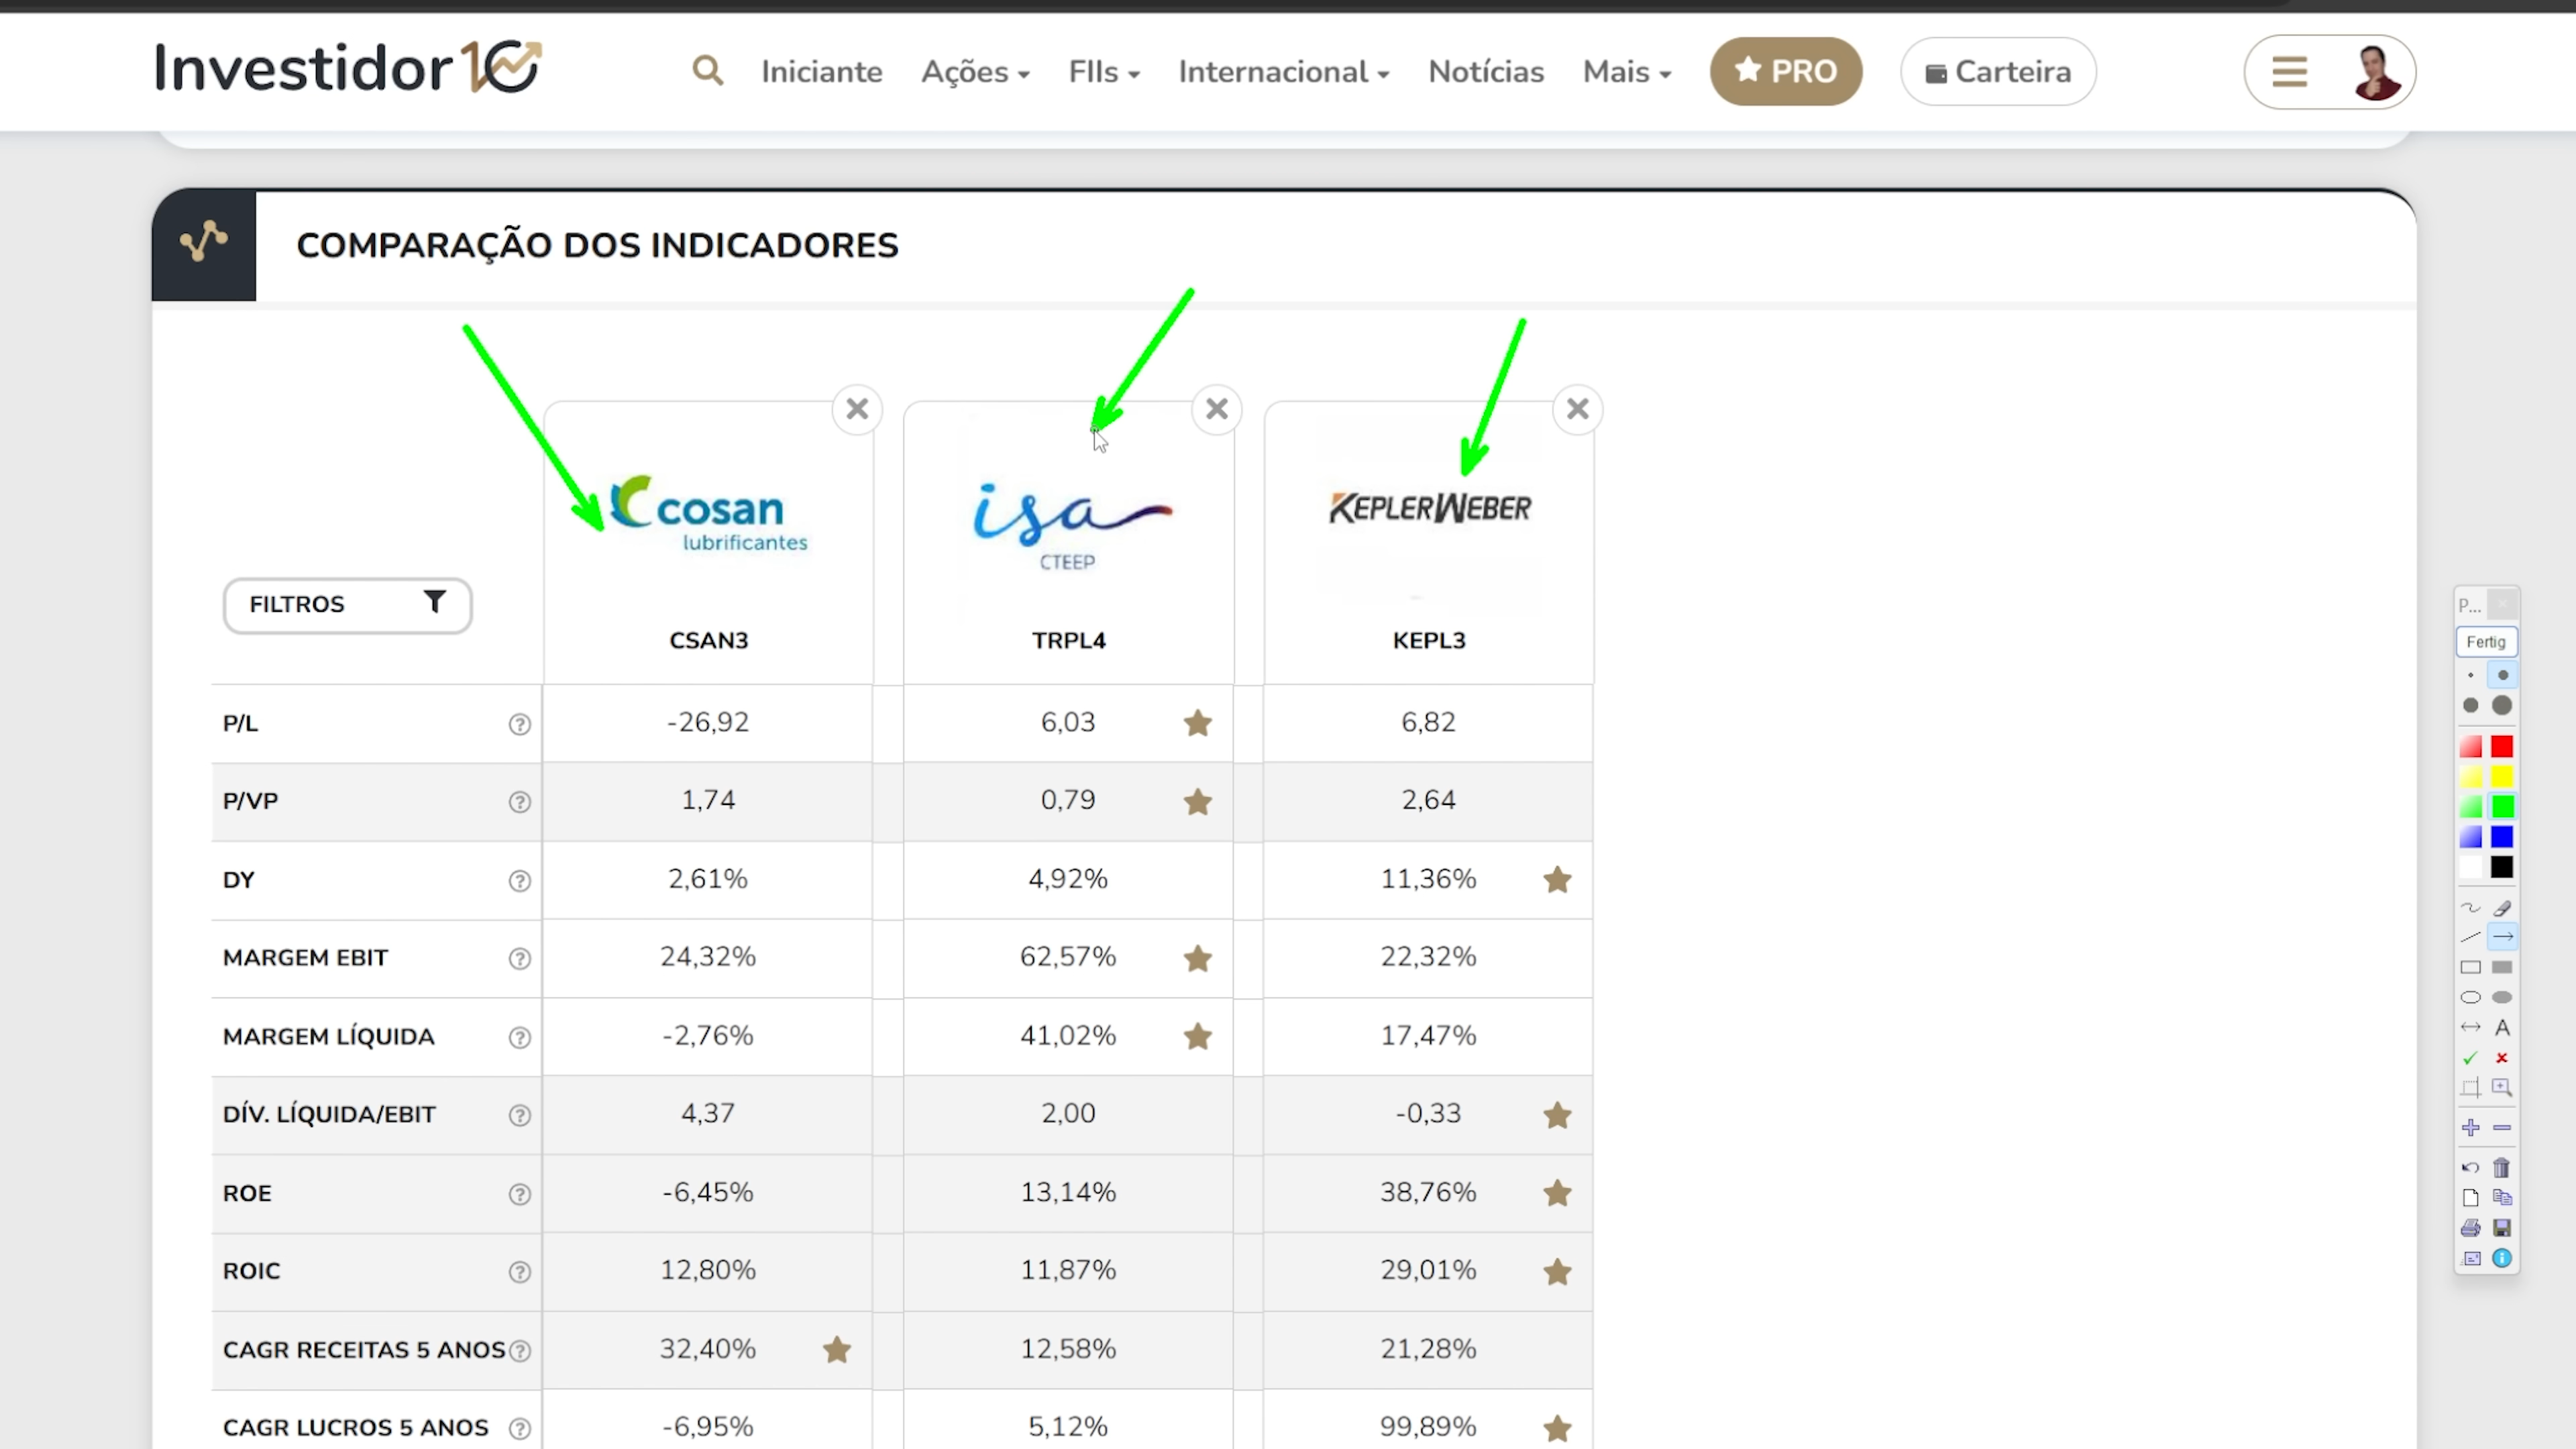 Investidor10
Iniciante Ações FIIs Internacional Notícias Mais PRO Carteira
COMPARAÇÃO DOS INDICADORES
cosan
lubrificantes
isa
CTEEP
KEPLERWEBER
FILTROS
CSAN3 TRPL4 KEPL3
P/L ? -26,92 6,03 6,82
P/VP ? 1,74 0,79 2,64
DY ? 2,61% 4,92% 11,36%
MARGEM EBIT ? 24,32% 62,57% 22,32%
MARGEM LÍQUIDA ? -2,76% 41,02% 17,47%
DÍV. LÍQUIDA/EBIT ? 4,37 2,00 -0,33
ROE ? -6,45% 13,14% 38,76%
ROIC ? 12,80% 11,87% 29,01%
CAGR RECEITAS 5 ANOS ? 32,40% 12,58% 21,28%
CAGR LUCROS 5 ANOS ? -6,95% 5,12% 99,89%
P...
Fertig
A